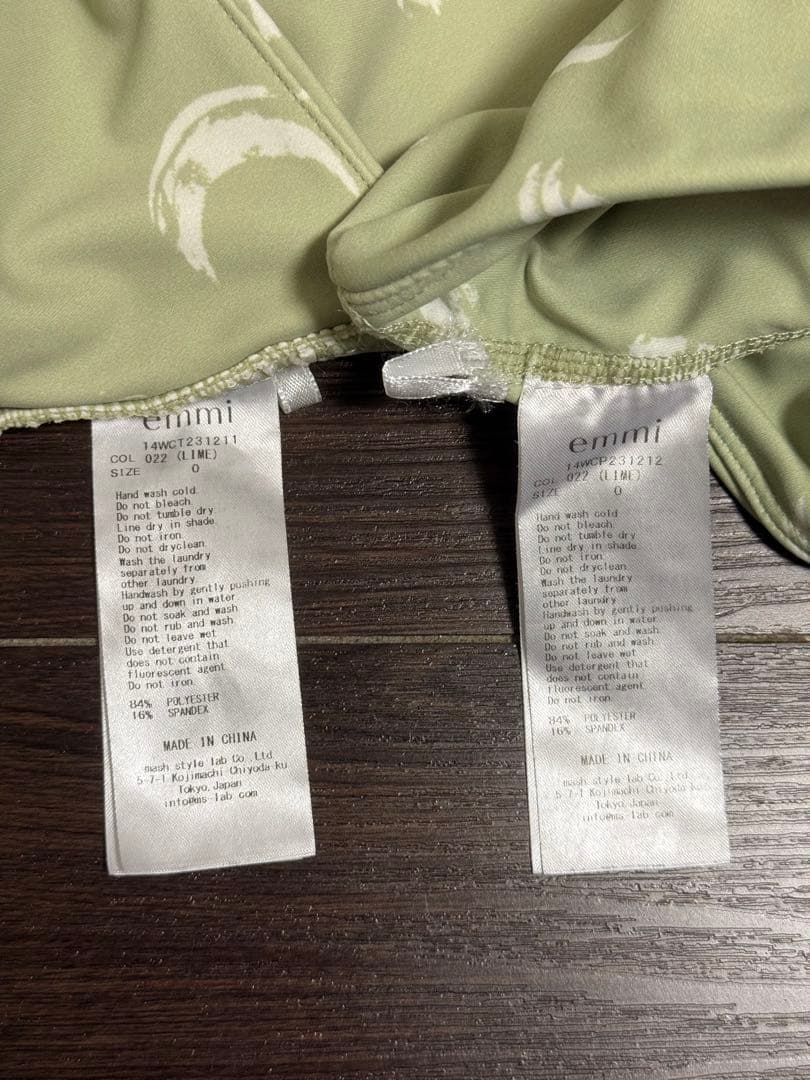 emmi
14WCT231211
COL 022 (LIME)
SIZE 0
Hand wash cold
Do not bleach
Do not tumble dry
Line dry in shade
Do not iron
Do not dryclean
Wash the laundry
separately from
other laundry
Handwash by gently pushing
up and down in water
Do not soak and wash
Do not rub and wash
Do not leave wet
Use detergent that
does not contain
fluorescent agent
Do not iron
84% POLYESTER
16% SPANDEX
MADE IN CHINA
mash style lab Co.,Ltd.
5-7-1 Kojimachi Chiyoda-ku
Tokyo,Japan
info@ms-lab.com
emmi
14WCP231212
COL 022 (LIME)
SIZE 0
Hand wash cold
Do not bleach
Do not tumble dry
Line dry in shade
Do not iron
Do not dryclean
Wash the laundry
separately from
other laundry
Handwash by gently pushing
up and down in water
Do not soak and wash
Do not rub and wash
Do not leave wet
Use detergent that
does not contain
fluorescent agent
Do not iron
84% POLYESTER
16% SPANDEX
MADE IN CHINA
mash style lab Co.,Ltd.
5-7-1 Kojimachi Chiyoda-ku
Tokyo,Japan
info@ms-lab.com